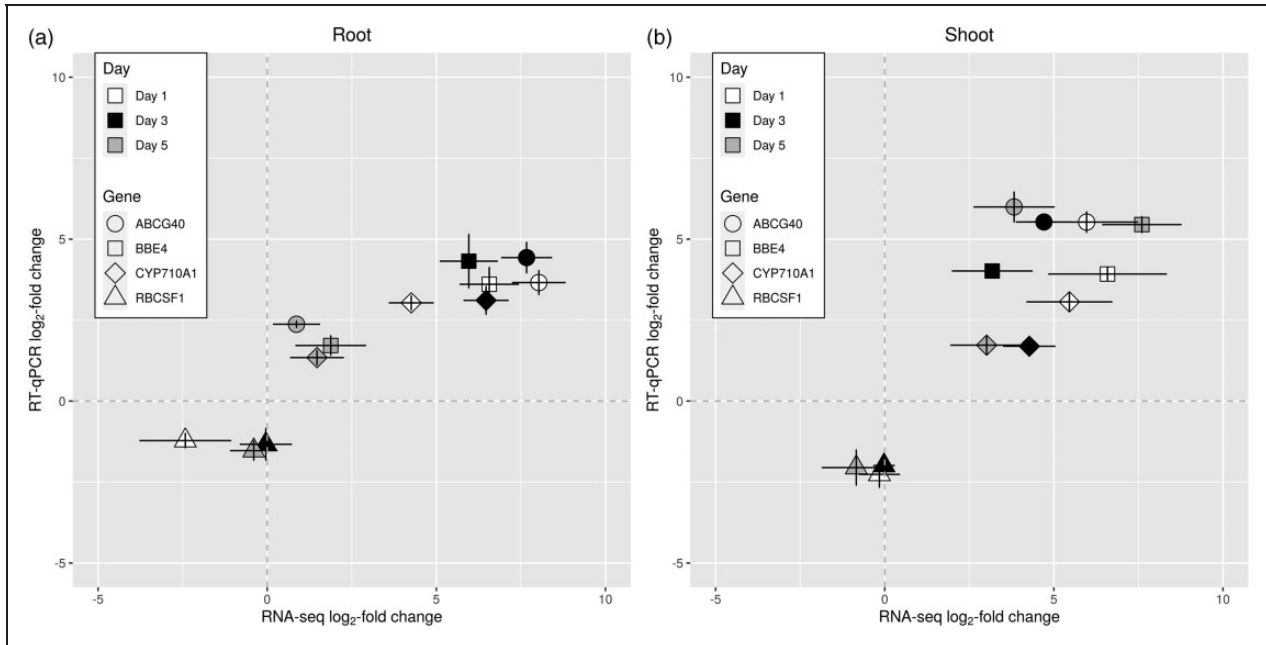 (a)
Root
Day
Day 1
Day 3
Day 5
Gene
ABCG40
BBE4
CYP710A1
RBCSF1
10
5
0
-5
RT-qPCR log₂-fold change
-5
0
5
10
RNA-seq log₂-fold change
(b)
Shoot
Day
Day 1
Day 3
Day 5
Gene
ABCG40
BBE4
CYP710A1
RBCSF1
10
5
0
-5
RT-qPCR log₂-fold change
-5
0
5
10
RNA-seq log₂-fold change